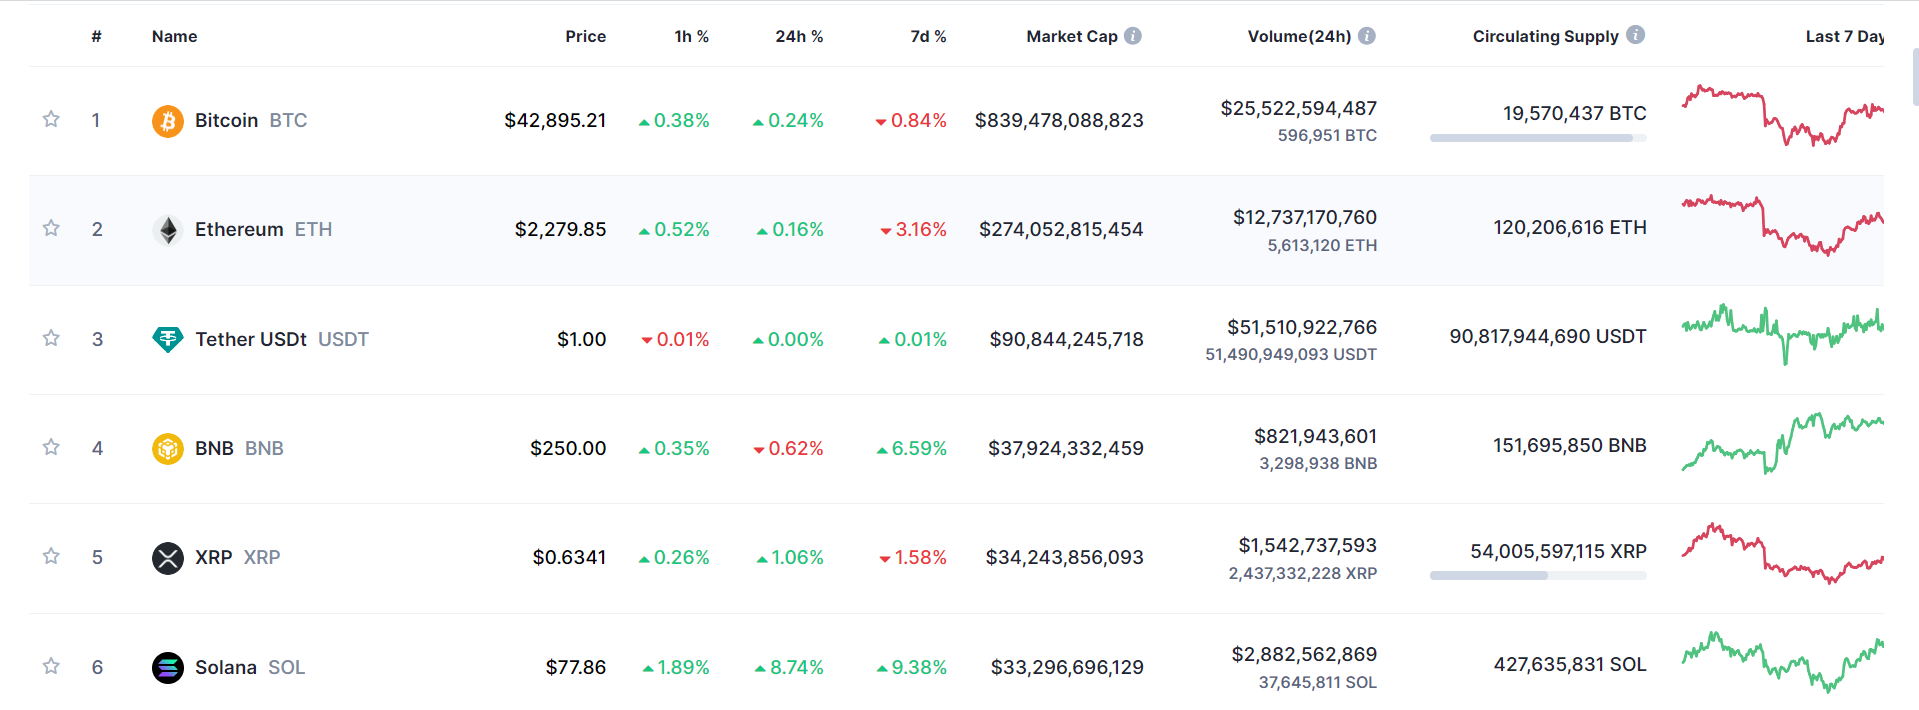 # Name Price 1h % 24h % 7d % Market Cap Volume(24h) Circulating Supply Last 7 Day
1 Bitcoin BTC $42,895.21 0.38% 0.24% 0.84% $839,478,088,823 $25,522,594,487 19,570,437 BTC
596,951 BTC
2 Ethereum ETH $2,279.85 0.52% 0.16% 3.16% $274,052,815,454 $12,737,170,760 120,206,616 ETH
5,613,120 ETH
3 Tether USDt USDT $1.00 0.01% 0.00% 0.01% $90,844,245,718 $51,510,922,766 90,817,944,690 USDT
51,490,949,093 USDT
4 BNB BNB $250.00 0.35% 0.62% 6.59% $37,924,332,459 $821,943,601 151,695,850 BNB
3,298,938 BNB
5 XRP XRP $0.6341 0.26% 1.06% 1.58% $34,243,856,093 $1,542,737,593 54,005,597,115 XRP
2,437,332,228 XRP
6 Solana SOL $77.86 1.89% 8.74% 9.38% $33,296,696,129 $2,882,562,869 427,635,831 SOL
37,645,811 SOL